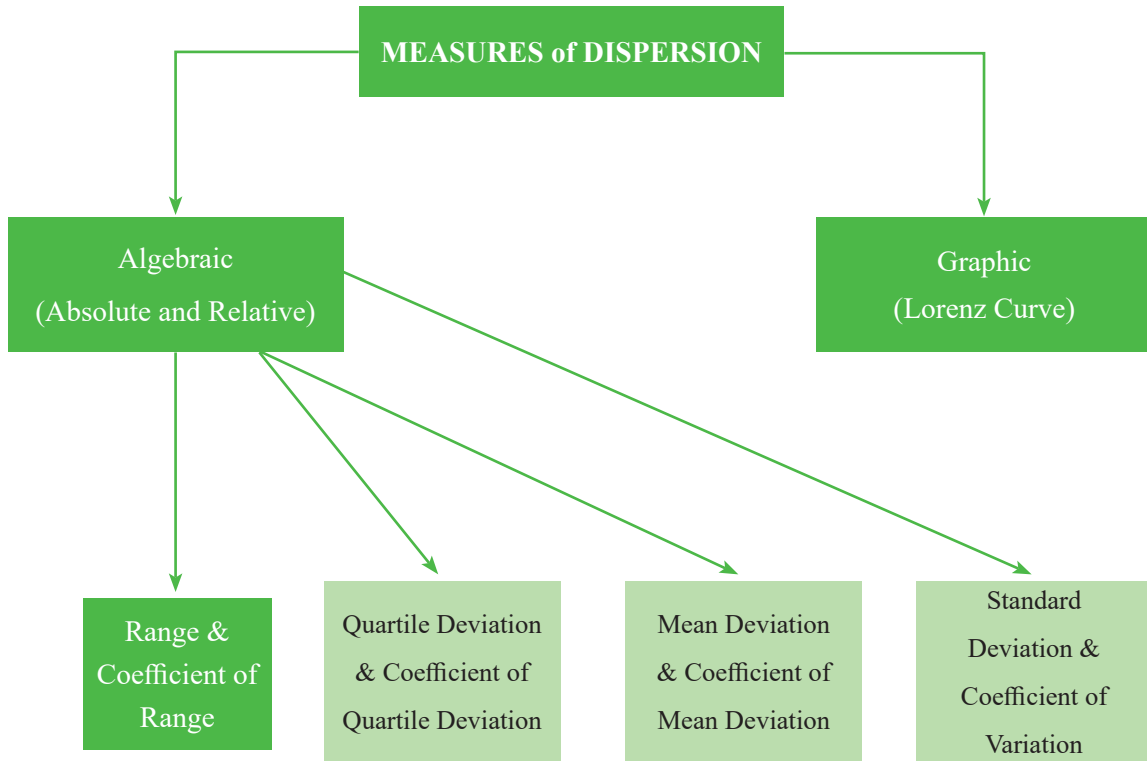 MEASURES of DISPERSION
Algebraic
(Absolute and Relative)
Graphic
(Lorenz Curve)
Range &
Coefficient of
Range
Quartile Deviation
& Coefficient of
Quartile Deviation
Mean Deviation
& Coefficient of
Mean Deviation
Standard
Deviation &
Coefficient of
Variation